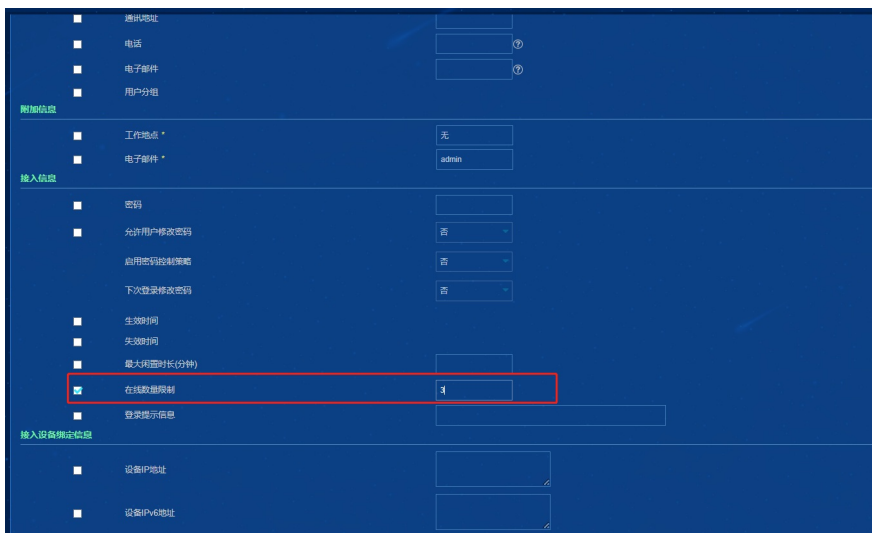 通讯地址
电话
电子邮件
用户分组
附加信息
工作地点 * 无
电子邮件 * admin
接入信息
密码
允许用户修改密码 否
启用密码控制策略 否
下次登录修改密码 否
生效时间
失效时间
最大闲置时长(分钟)
在线数量限制 3
登录提示信息
接入设备绑定信息
设备IP地址
设备IPv6地址